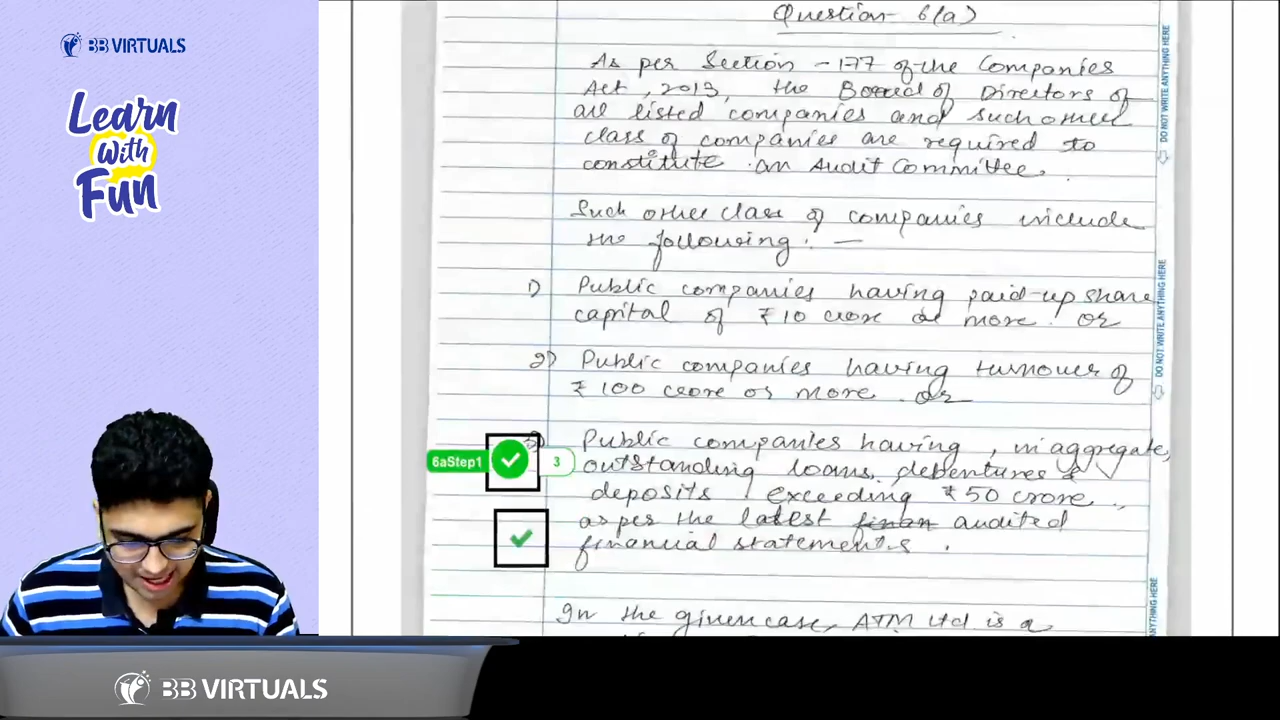 BB VIRTUALS
Learn
With
Fun
Question - 6(a)
As per Section - 177 of the Companies
Act, 2013, the Board of Directors of
all listed companies and such other
class of companies are required to
constitute an Audit Committee.
Such other class of companies include
the following: —
1) Public companies having paid-up share
capital of ₹10 crore or more or
2) Public companies having turnover of
₹100 crore or more or
3) Public companies having, in aggregate,
6aStep1 3 outstanding loans, debentures &
deposits exceeding ₹50 crore.,
as per the latest finan audited
financial statements.
In the given case, ATM Ltd is a
DO NOT WRITE ANYTHING HERE
DO NOT WRITE ANYTHING HERE
ANYTHING HERE
BB VIRTUALS